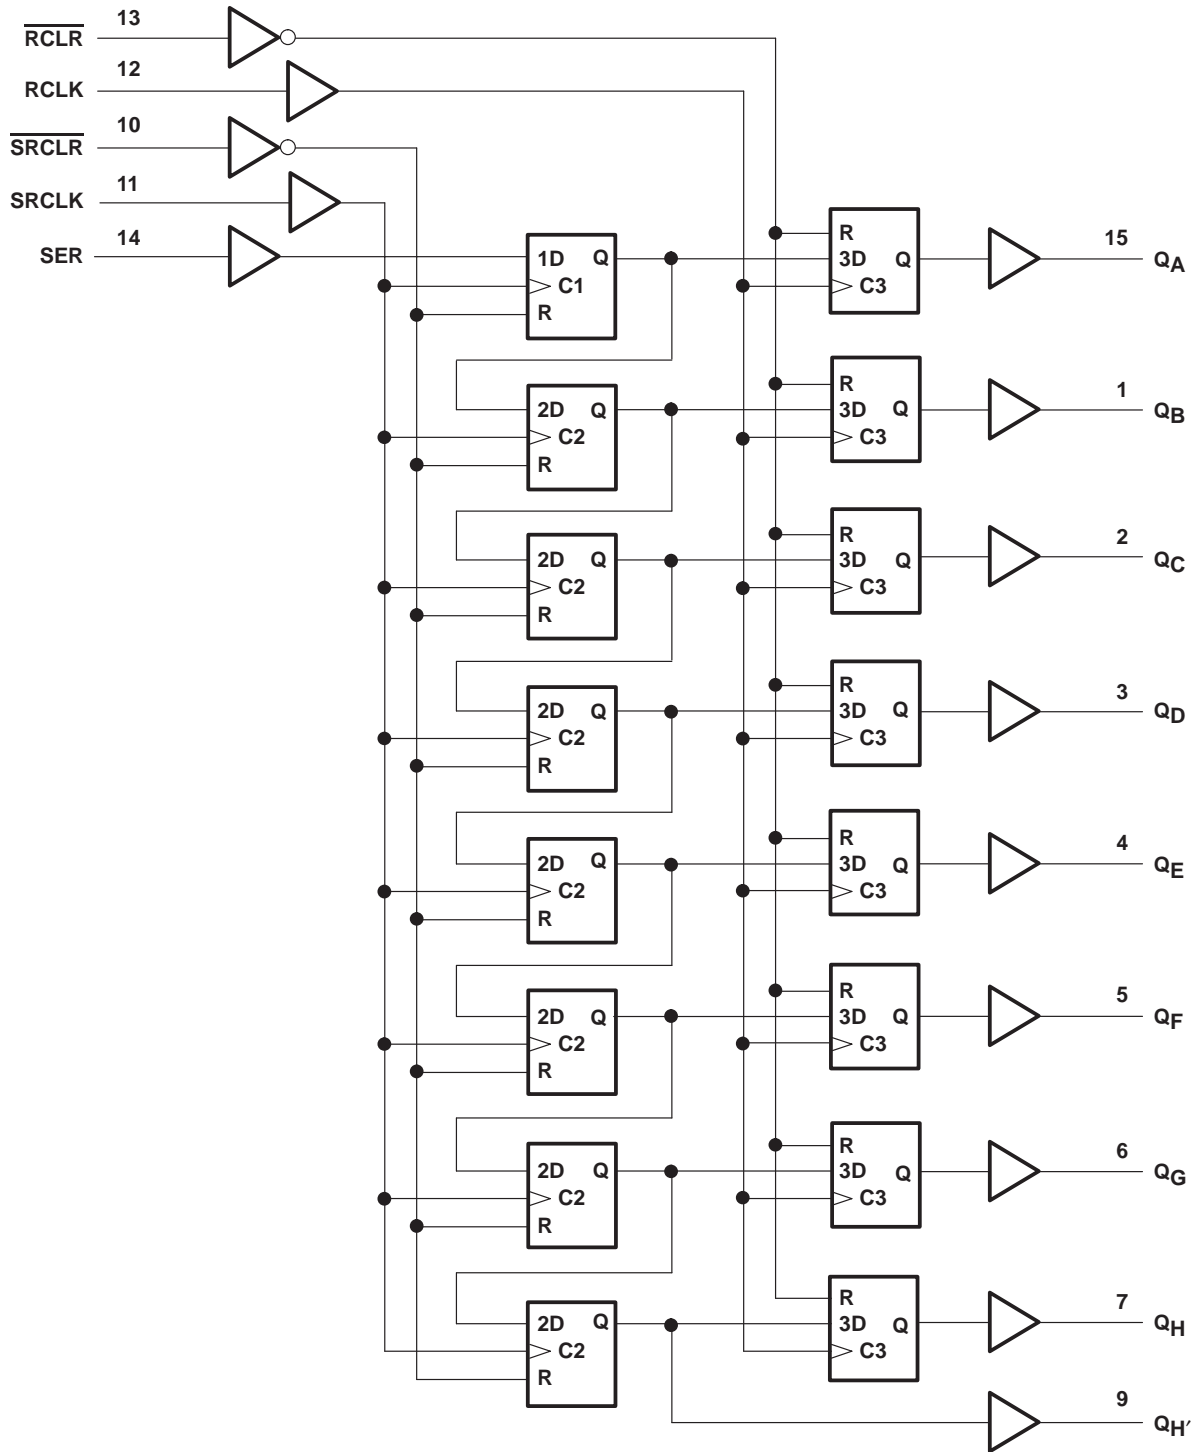 RCLR 13
RCLK 12
SRCLR 10
SRCLK 11
SER 14
1D Q C1 R
R 3D Q C3
15 QA
2D Q C2 R
R 3D Q C3
1 QB
2D Q C2 R
R 3D Q C3
2 QC
2D Q C2 R
R 3D Q C3
3 QD
2D Q C2 R
R 3D Q C3
4 QE
2D Q C2 R
R 3D Q C3
5 QF
2D Q C2 R
R 3D Q C3
6 QG
2D Q C2 R
R 3D Q C3
7 QH
9 QH′